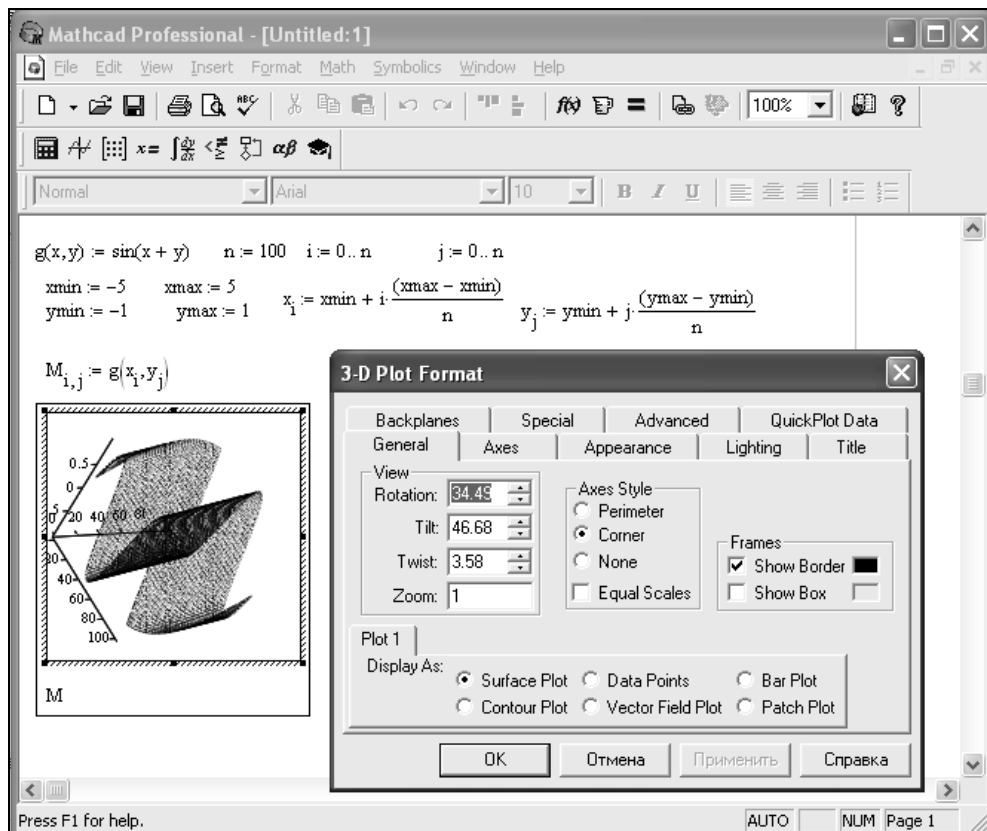 Mathcad Professional - [Untitled:1]
File Edit View Insert Format Math Symbolics Window Help
100%
Normal Arial 10 B I U
g(x,y) := sin(x + y) n := 100 i := 0.. n j := 0.. n
xmin := −5 xmax := 5
ymin := −1 ymax := 1
x_i := xmin + i·(xmax − xmin)/n
y_j := ymin + j·(ymax − ymin)/n
M_i,j := g(x_i,y_j)
0.5
0
0 20 40 60
20
40
60
80
100
M
3-D Plot Format
Backplanes Special Advanced QuickPlot Data
General Axes Appearance Lighting Title
View
Rotation: 34.49
Tilt: 46.68
Twist: 3.58
Zoom: 1
Axes Style
Perimeter
Corner
None
Equal Scales
Frames
Show Border
Show Box
Plot 1
Display As:
Surface Plot Data Points Bar Plot
Contour Plot Vector Field Plot Patch Plot
OK Отмена Применить Справка
Press F1 for help. AUTO NUM Page 1